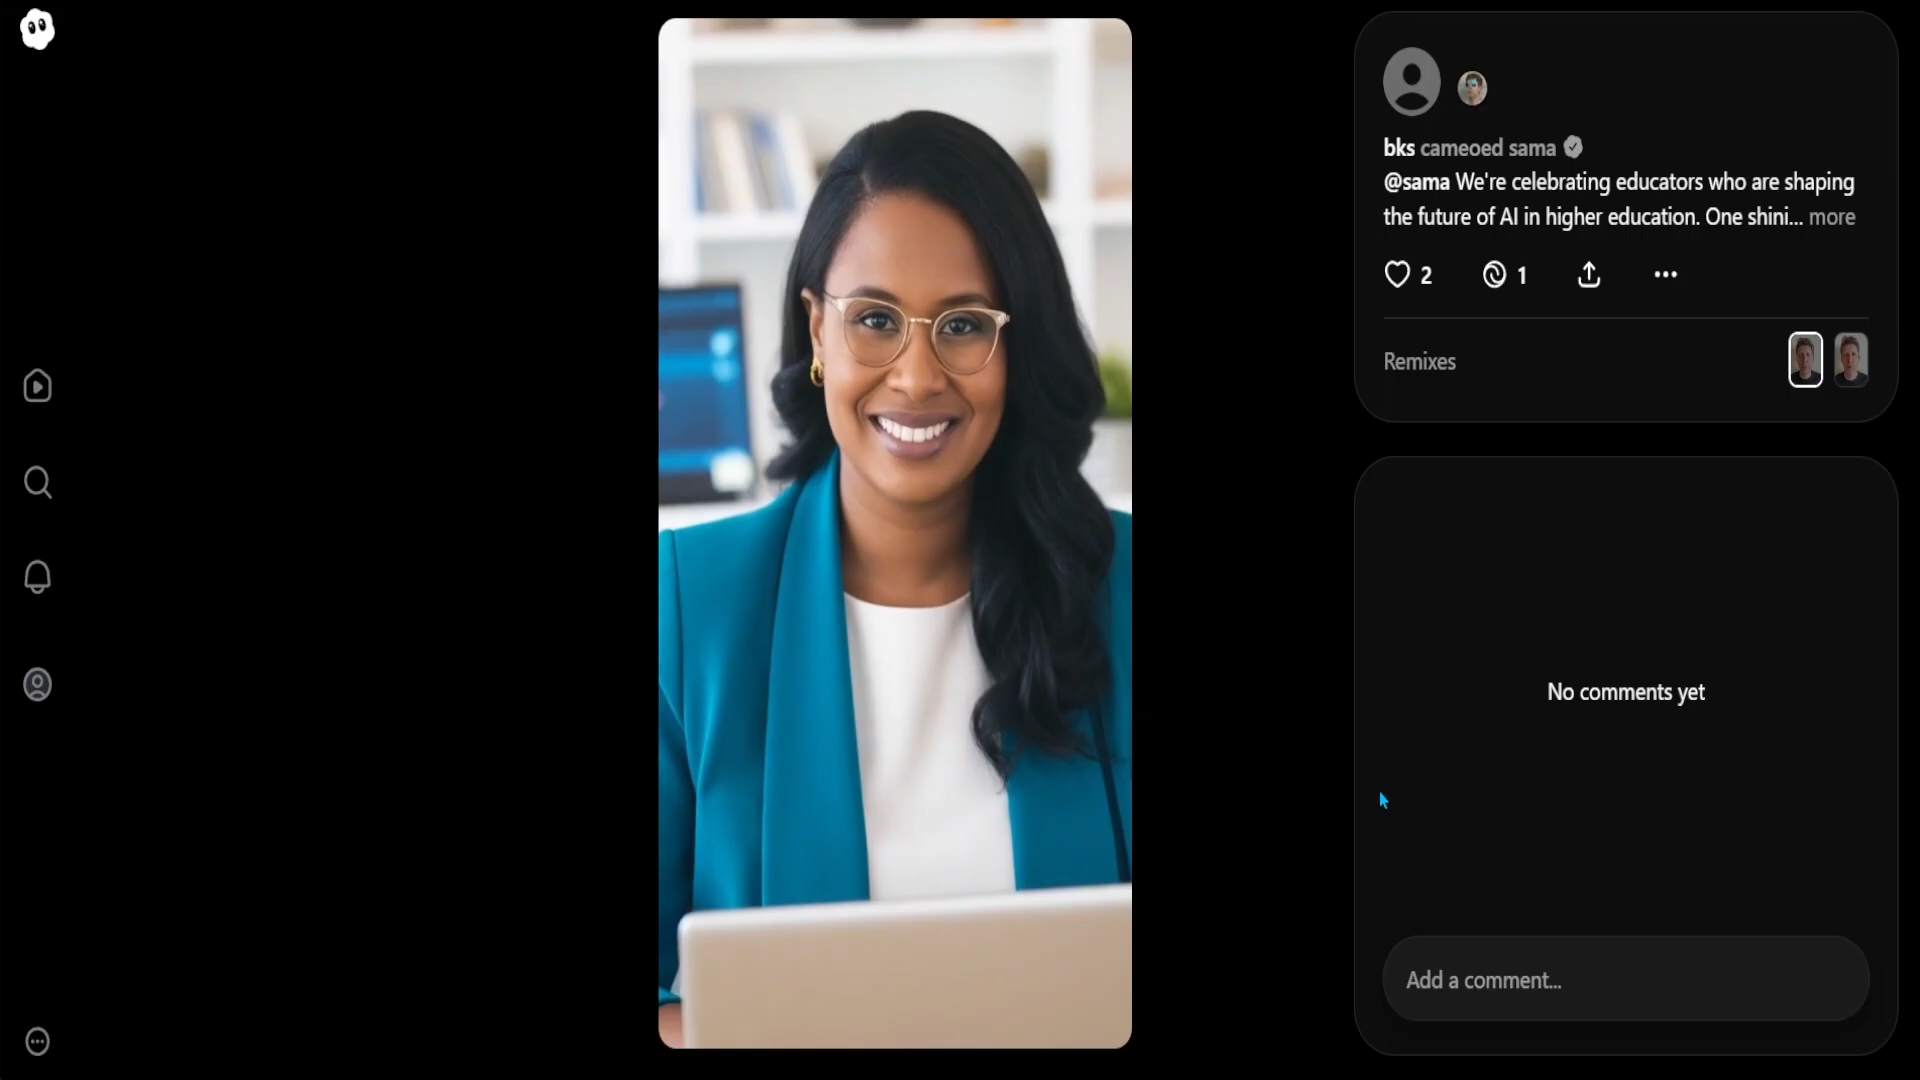 bks cameoed sama
@sama We're celebrating educators who are shaping
the future of AI in higher education. One shini... more
2
1
Remixes
No comments yet
Add a comment...